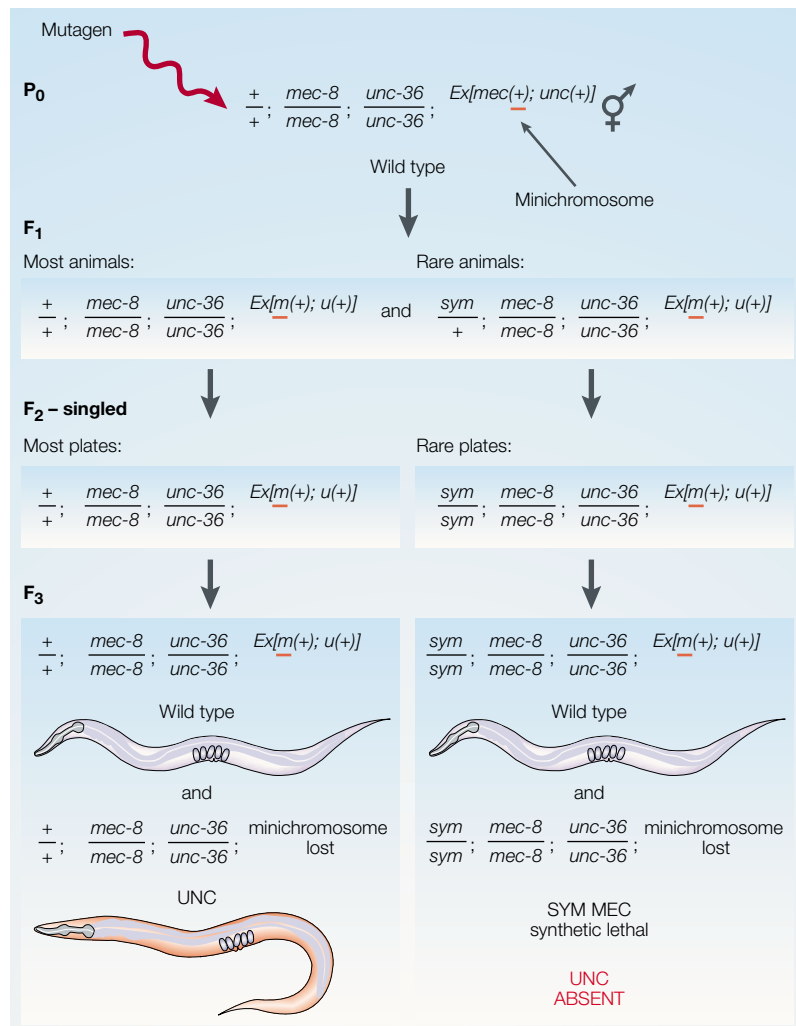 Mutagen
P0
+ mec-8 unc-36 Ex[mec(+); unc(+)]
+ ; mec-8 ; unc-36 ;
Wild type
Minichromosome
F1
Most animals:
Rare animals:
+ mec-8 unc-36 Ex[m(+); u(+)] and sym mec-8 unc-36 Ex[m(+); u(+)]
+ ; mec-8 ; unc-36 ; + ; mec-8 ; unc-36 ;
F2 – singled
Most plates:
Rare plates:
+ mec-8 unc-36 Ex[m(+); u(+)] sym mec-8 unc-36 Ex[m(+); u(+)]
+ ; mec-8 ; unc-36 ; sym ; mec-8 ; unc-36 ;
F3
+ mec-8 unc-36 Ex[m(+); u(+)]
+ ; mec-8 ; unc-36 ;
Wild type
and
+ mec-8 unc-36 minichromosome
+ ; mec-8 ; unc-36 ; lost
UNC
sym mec-8 unc-36 Ex[m(+); u(+)]
sym ; mec-8 ; unc-36 ;
Wild type
and
sym mec-8 unc-36 minichromosome
sym ; mec-8 ; unc-36 ; lost
SYM MEC
synthetic lethal
UNC
ABSENT